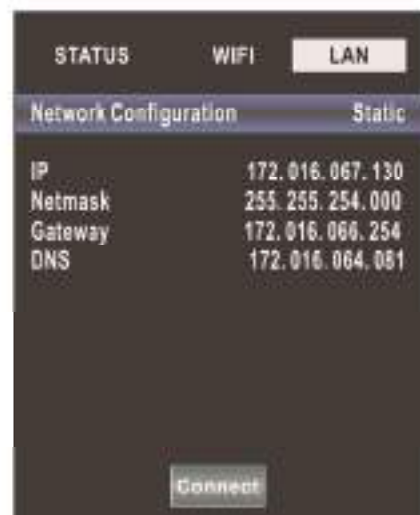 STATUS WIFI LAN
Network Configuration Static
IP 172.016.067.130
Netmask 255.255.254.000
Gateway 172.016.066.254
DNS 172.016.064.081
Connect